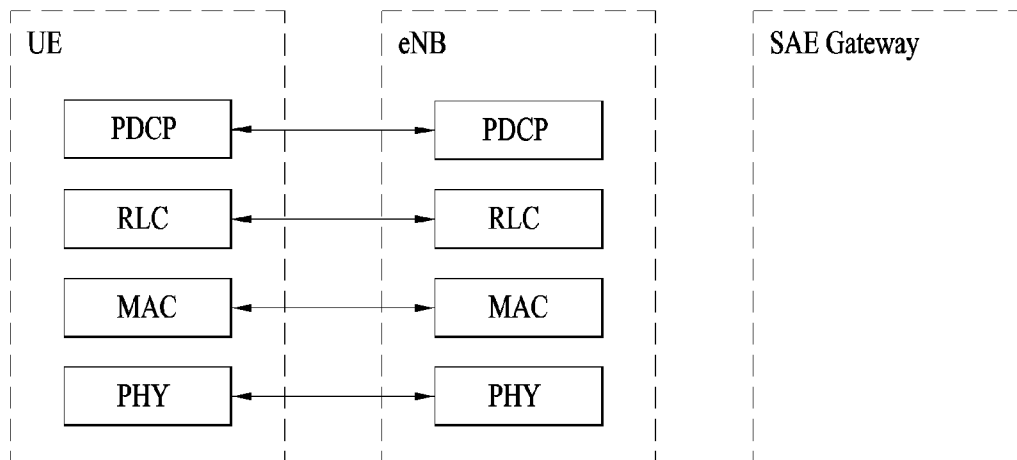 UE eNB SAE Gateway
PDCP PDCP
RLC RLC
MAC MAC
PHY PHY